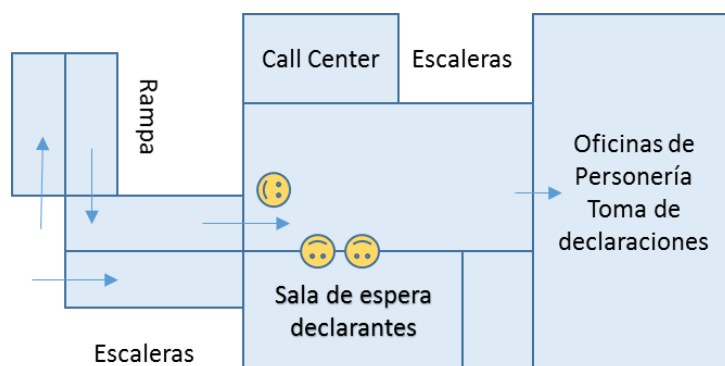 Call Center
Escaleras
Rampa
Oficinas de
Personería
Toma de
declaraciones
Sala de espera
declarantes
Escaleras